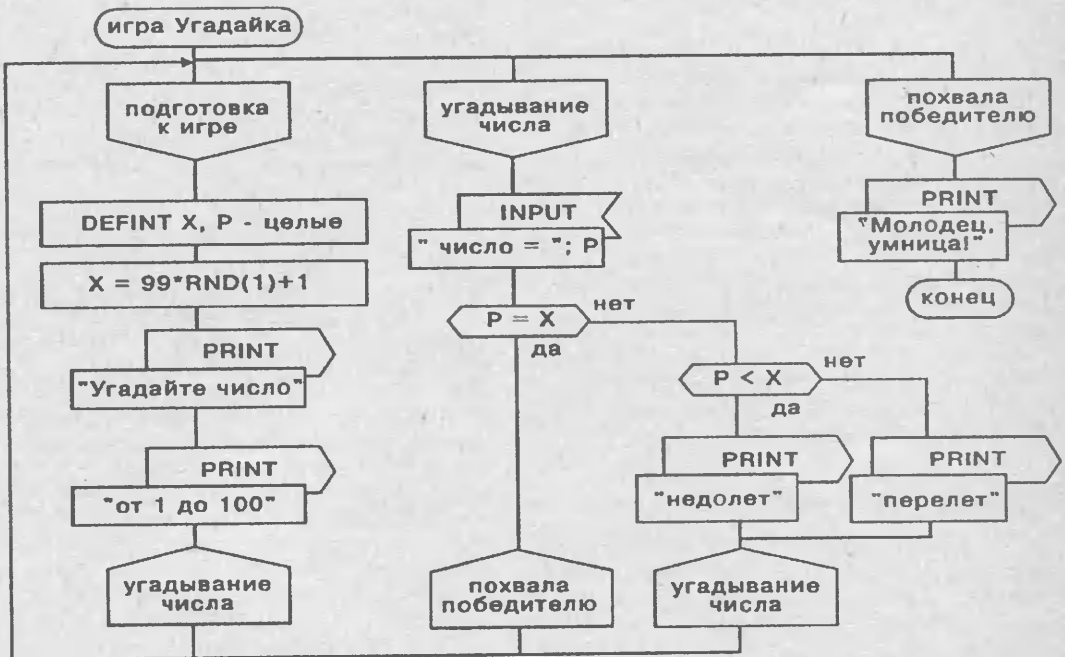 игра Угадайка
подготовка
к игре
DEFINT X, P - целые
X = 99*RND(1)+1
PRINT
"Угадайте число"
PRINT
"от 1 до 100"
угадывание
числа
угадывание
числа
INPUT
" число = "; P
P = X
нет
да
похвала
победителю
P < X
нет
да
PRINT
"недолет"
PRINT
"перелет"
угадывание
числа
похвала
победителю
PRINT
"Молодец,
умница!"
конец